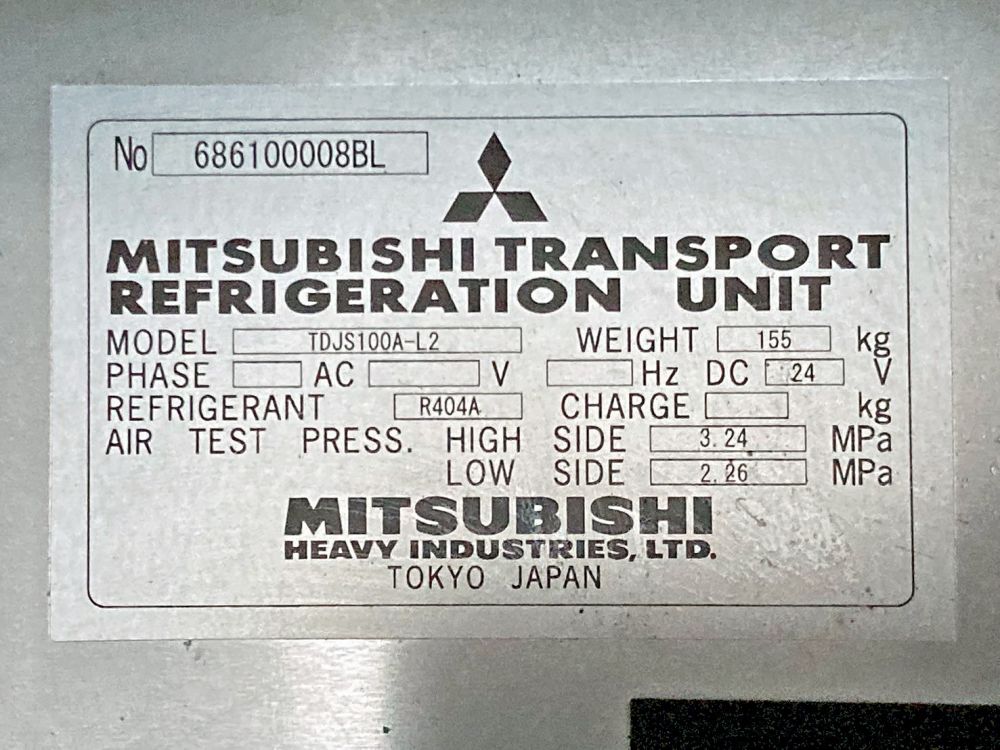 No 686100008BL
MITSUBISHI TRANSPORT
REFRIGERATION UNIT
MODEL TDJS100A-L2 WEIGHT 155 kg
PHASE AC V Hz DC 24 V
REFRIGERANT R404A CHARGE kg
AIR TEST PRESS. HIGH SIDE 3.24 MPa
LOW SIDE 2.26 MPa
MITSUBISHI
HEAVY INDUSTRIES, LTD.
TOKYO JAPAN